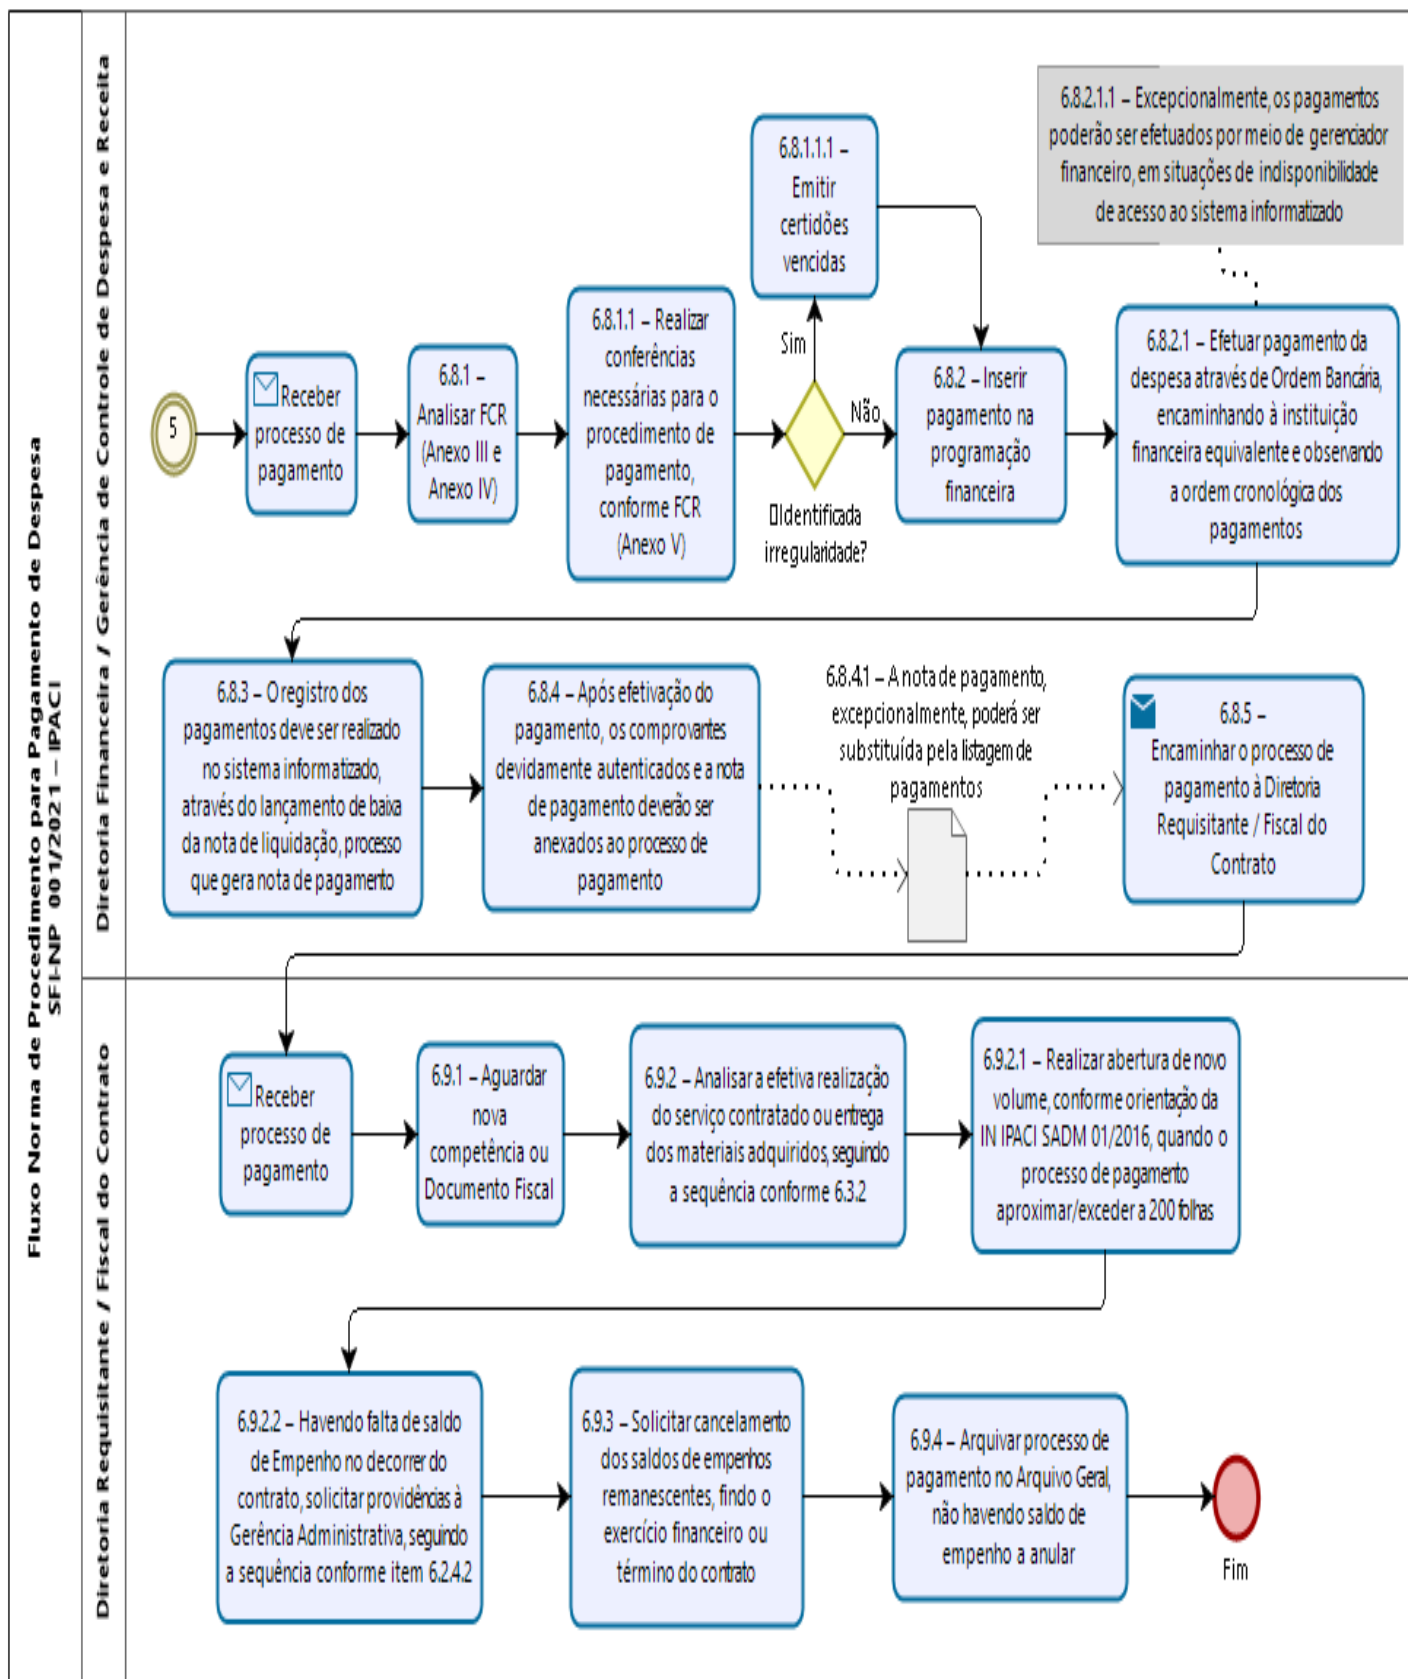 Fluxo Norma de Procedimento para Pagamento de Despesa
SFI-NP 001/2021 – IPACI
Diretoria Financeira / Gerência de Controle de Despesa e Receita
5
Receber
processo de
pagamento
6.8.1 –
Analisar FCR
(Anexo III e
Anexo IV)
6.8.1.1 – Realizar
conferências
necessárias para o
procedimento de
pagamento,
conforme FCR
(Anexo V)
Identificada
irregularidade?
Sim
Não
6.8.1.1.1 –
Emitir
certidões
vencidas
6.8.2 – Inserir
pagamento na
programação
financeira
6.8.2.1.1 – Excepcionalmente, os pagamentos
poderão ser efetuados por meio de gerenciador
financeiro, em situações de indisponibilidade
de acesso ao sistema informatizado
6.8.2.1 – Efetuar pagamento da
despesa através de Ordem Bancária,
encaminhando à instituição
financeira equivalente e observando
a ordem cronológica dos
pagamentos
6.8.3 – O registro dos
pagamentos deve ser realizado
no sistema informatizado,
através do lançamento de baixa
da nota de liquidação, processo
que gera nota de pagamento
6.8.4 – Após efetivação do
pagamento, os comprovantes
devidamente autenticados e a nota
de pagamento deverão ser
anexados ao processo de
pagamento
6.8.4.1 – A nota de pagamento,
excepcionalmente, poderá ser
substituída pela listagem de
pagamentos
6.8.5 –
Encaminhar o processo de
pagamento à Diretoria
Requisitante / Fiscal do
Contrato
Diretoria Requisitante / Fiscal do Contrato
Receber
processo de
pagamento
6.9.1 – Aguardar
nova
competência ou
Documento Fiscal
6.9.2 – Analisar a efetiva realização
do serviço contratado ou entrega
dos materiais adquiridos, seguindo
a sequência conforme 6.3.2
6.9.2.1 – Realizar abertura de novo
volume, conforme orientação da
IN IPACI SADM 01/2016, quando o
processo de pagamento
aproximar/exceder a 200 folhas
6.9.2.2 – Havendo falta de saldo
de Empenho no decorrer do
contrato, solicitar providências à
Gerência Administrativa, seguindo
a sequência conforme item 6.2.4.2
6.9.3 – Solicitar cancelamento
dos saldos de empenhos
remanescentes, findo o
exercício financeiro ou
término do contrato
6.9.4 – Arquivar processo de
pagamento no Arquivo Geral,
não havendo saldo de
empenho a anular
Fim